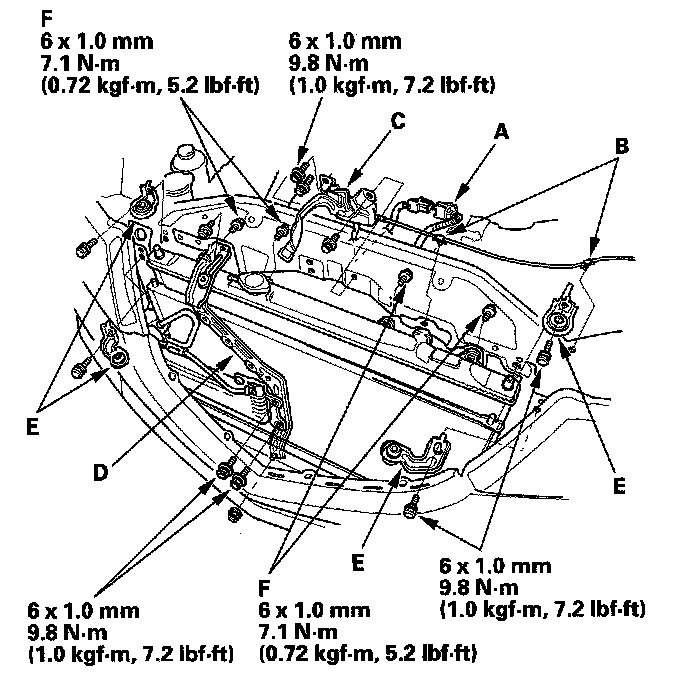 F
6 x 1.0 mm
7.1 N·m
(0.72 kgf·m, 5.2 lbf·ft)
6 x 1.0 mm
9.8 N·m
(1.0 kgf·m, 7.2 lbf·ft)
C
A
B
E
D
E
E
F
6 x 1.0 mm
7.1 N·m
(0.72 kgf·m, 5.2 lbf·ft)
6 x 1.0 mm
9.8 N·m
(1.0 kgf·m, 7.2 lbf·ft)
6 x 1.0 mm
9.8 N·m
(1.0 kgf·m, 7.2 lbf·ft)